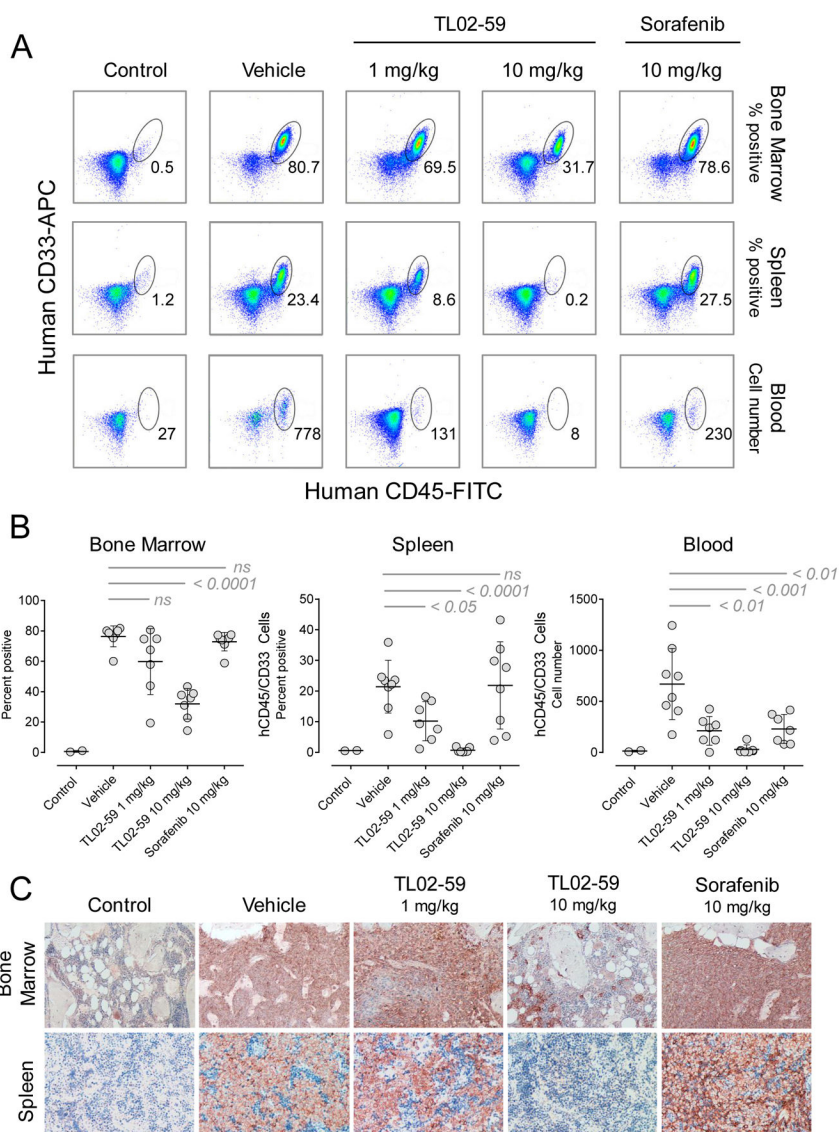 A
TL02-59
Sorafenib
Control
Vehicle
1 mg/kg
10 mg/kg
10 mg/kg
Human CD33-APC
0.5
80.7
69.5
31.7
78.6
Bone Marrow
% positive
1.2
23.4
8.6
0.2
27.5
Spleen
% positive
27
778
131
8
230
Blood
Cell number
Human CD45-FITC
B
Bone Marrow
ns
< 0.0001
ns
Percent positive
100
80
60
40
20
0
Control
Vehicle
TL02-59 1 mg/kg
TL02-59 10 mg/kg
Sorafenib 10 mg/kg
Spleen
ns
< 0.0001
< 0.05
hCD45/CD33 Cells
Percent positive
50
40
30
20
10
0
Control
Vehicle
TL02-59 1 mg/kg
TL02-59 10 mg/kg
Sorafenib 10 mg/kg
Blood
< 0.01
< 0.001
< 0.01
hCD45/CD33 Cells
Cell number
1500
1000
500
0
Control
Vehicle
TL02-59 1 mg/kg
TL02-59 10 mg/kg
Sorafenib 10 mg/kg
C
Control
Vehicle
TL02-59
1 mg/kg
TL02-59
10 mg/kg
Sorafenib
10 mg/kg
Bone
Marrow
Spleen